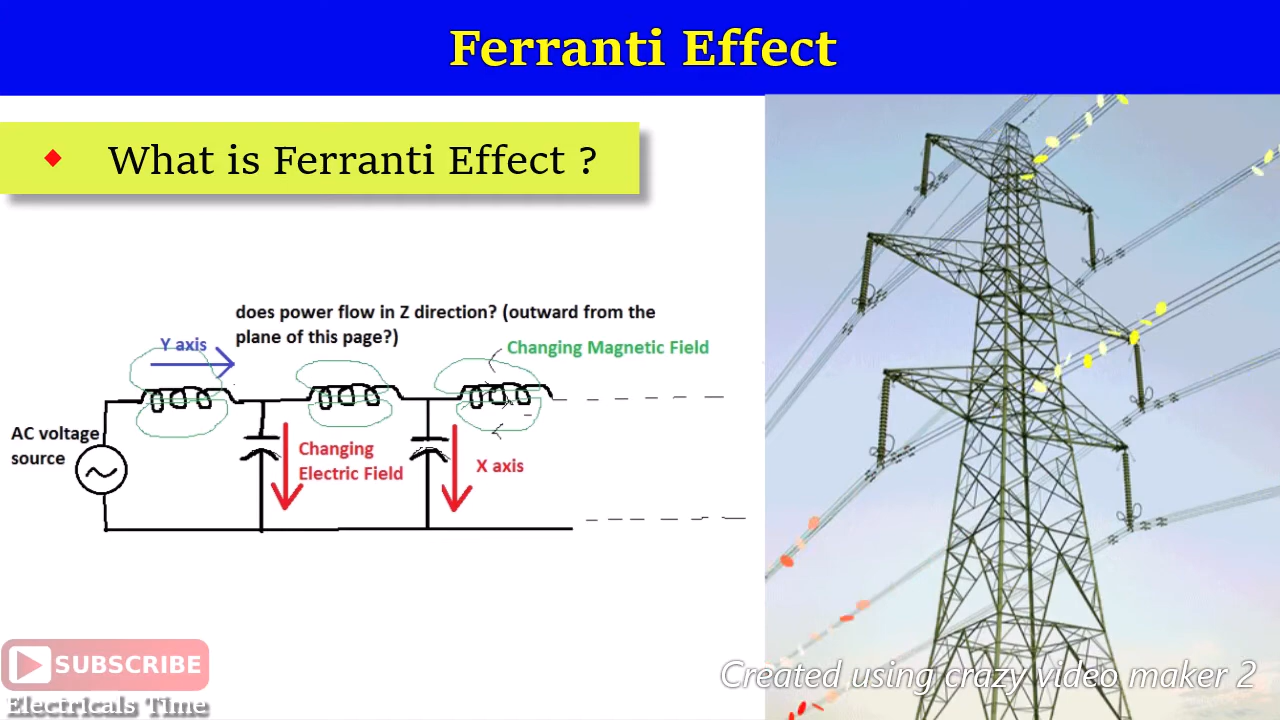 Ferranti Effect
What is Ferranti Effect ?
does power flow in Z direction? (outward from the
plane of this page?)
Y axis
Changing Magnetic Field
AC voltage
source
Changing
Electric Field
X axis
SUBSCRIBE
Electricals Time
Created using crazy video maker 2